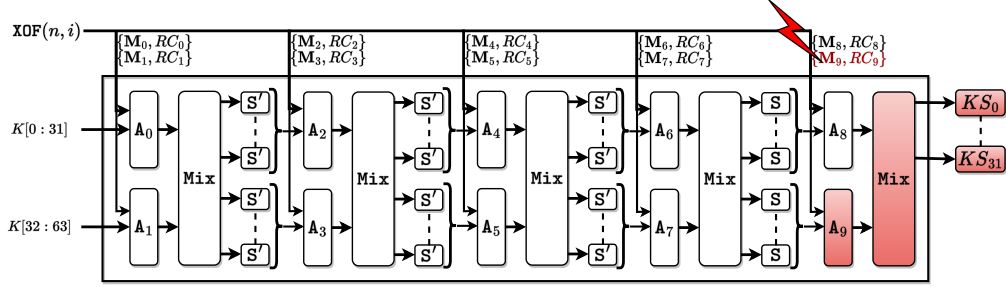 XOF(n, i)
{M₀, RC₀}
{M₁, RC₁}
{M₂, RC₂}
{M₃, RC₃}
{M₄, RC₄}
{M₅, RC₅}
{M₆, RC₆}
{M₇, RC₇}
{M₈, RC₈}
{M₉, RC₉}
K[0 : 31]
A₀
Mix
S′
S′
A₂
Mix
S′
S′
A₄
Mix
S′
S′
A₆
Mix
S
S
A₈
Mix
KS₀
KS₃₁
K[32 : 63]
A₁
S′
S′
A₃
S′
S′
A₅
S′
S′
A₇
S
S
A₉